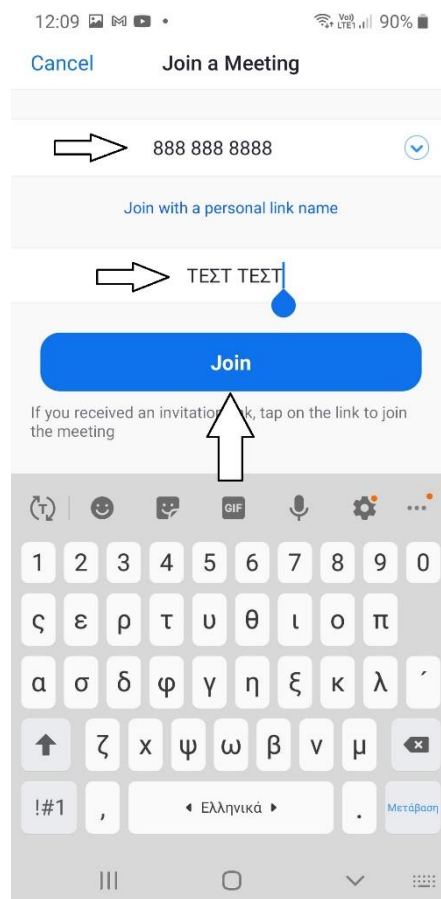 12:09 Vo)) LTE1 90%
Cancel Join a Meeting
888 888 8888
Join with a personal link name
ΤΕΣΤ ΤΕΣΤ
Join
If you received an invitation link, tap on the link to join
the meeting
GIF
1 2 3 4 5 6 7 8 9 0
ς ε ρ τ υ θ ι ο π
α σ δ φ γ η ξ κ λ ΄
ζ χ ψ ω β ν μ
!#1 , Ελληνικά . Μετάβαση